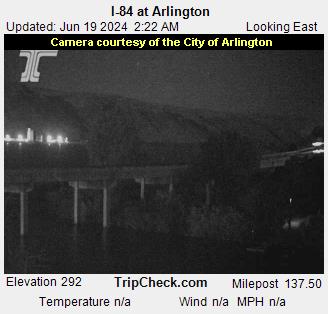 I-84 at Arlington
Updated: Jun 19 2024 2:22 AM Looking East
Camera courtesy of the City of Arlington
Elevation 292 TripCheck.com Milepost 137.50
Temperature n/a Wind n/a MPH n/a